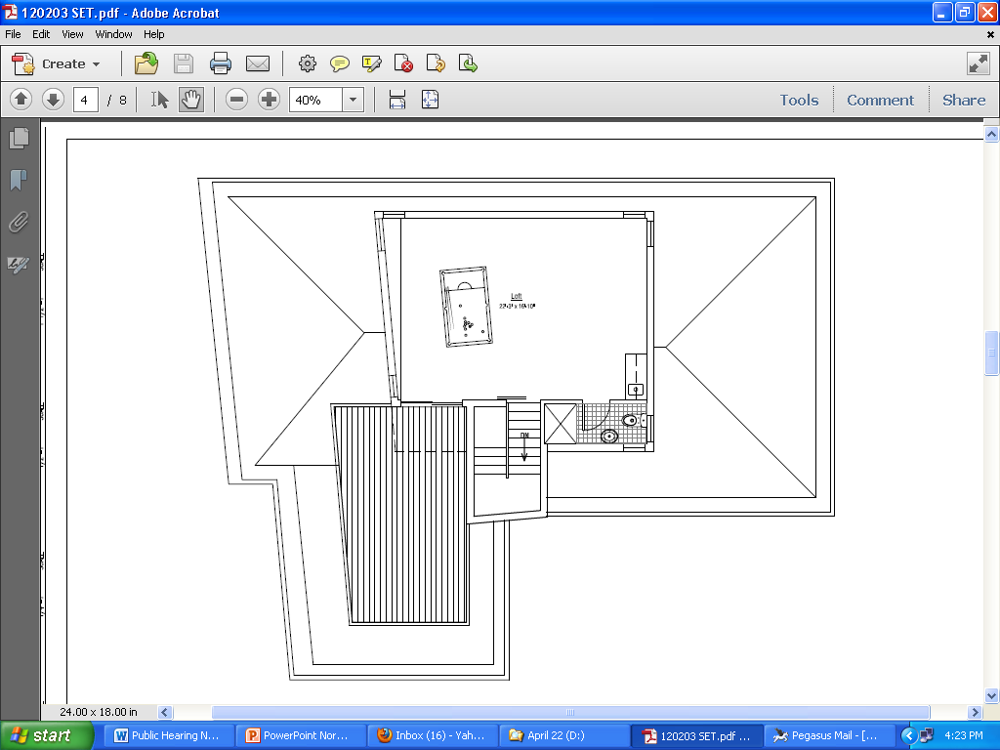 120203 SET.pdf - Adobe Acrobat
File Edit View Window Help
Create
4 / 8 40% Tools Comment Share
Loft
DN
24.00 x 18.00 in
start Public Hearing N... PowerPoint Nor... Inbox (16) - Yah... April 22 (D:) 120203 SET.pdf ... Pegasus Mail - [... 4:23 PM